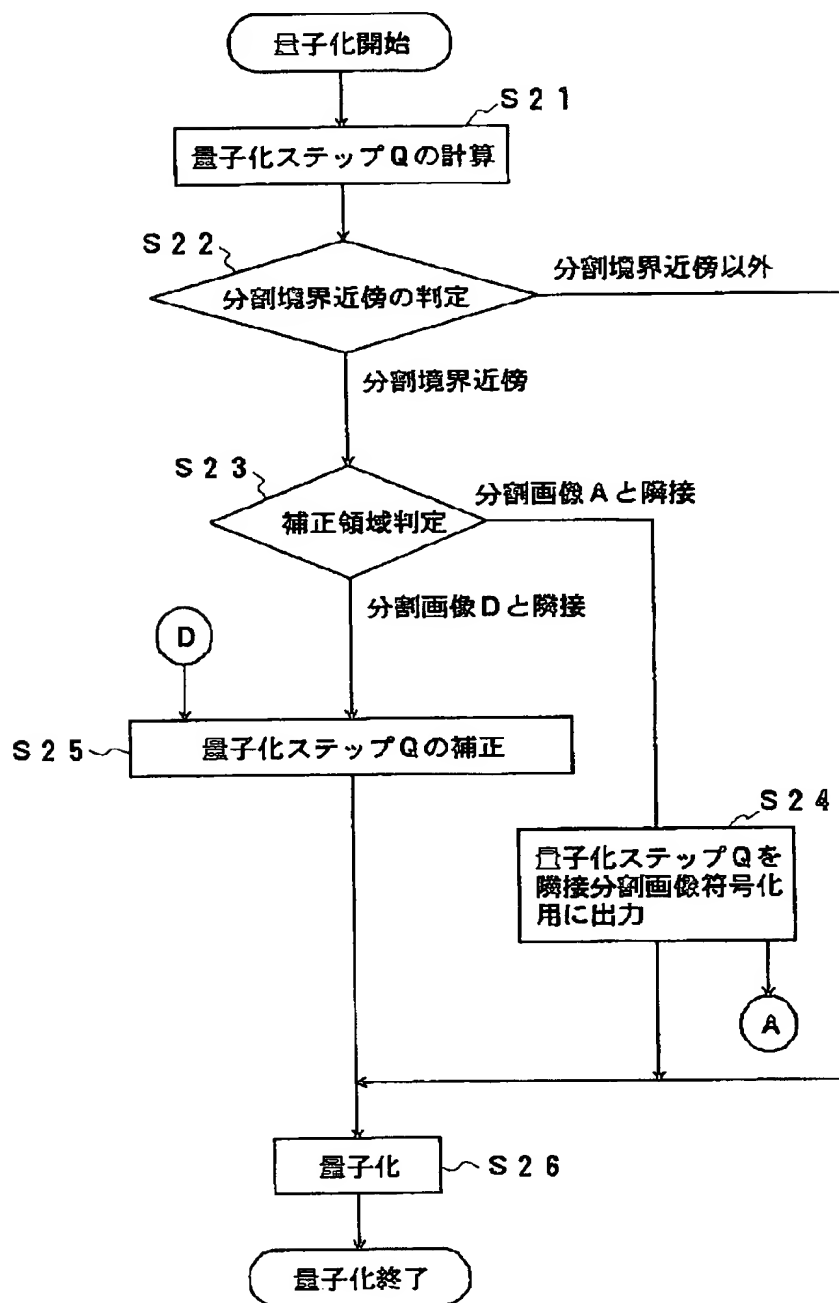 量子化開始
S21
量子化ステップQの計算
S22
分割境界近傍以外
分割境界近傍の判定
分割境界近傍
S23
分割画像Aと隣接
補正領域判定
分割画像Dと隣接
D
S25
量子化ステップQの補正
S24
量子化ステップQを
隣接分割画像符号化
用に出力
A
量子化
S26
量子化終了